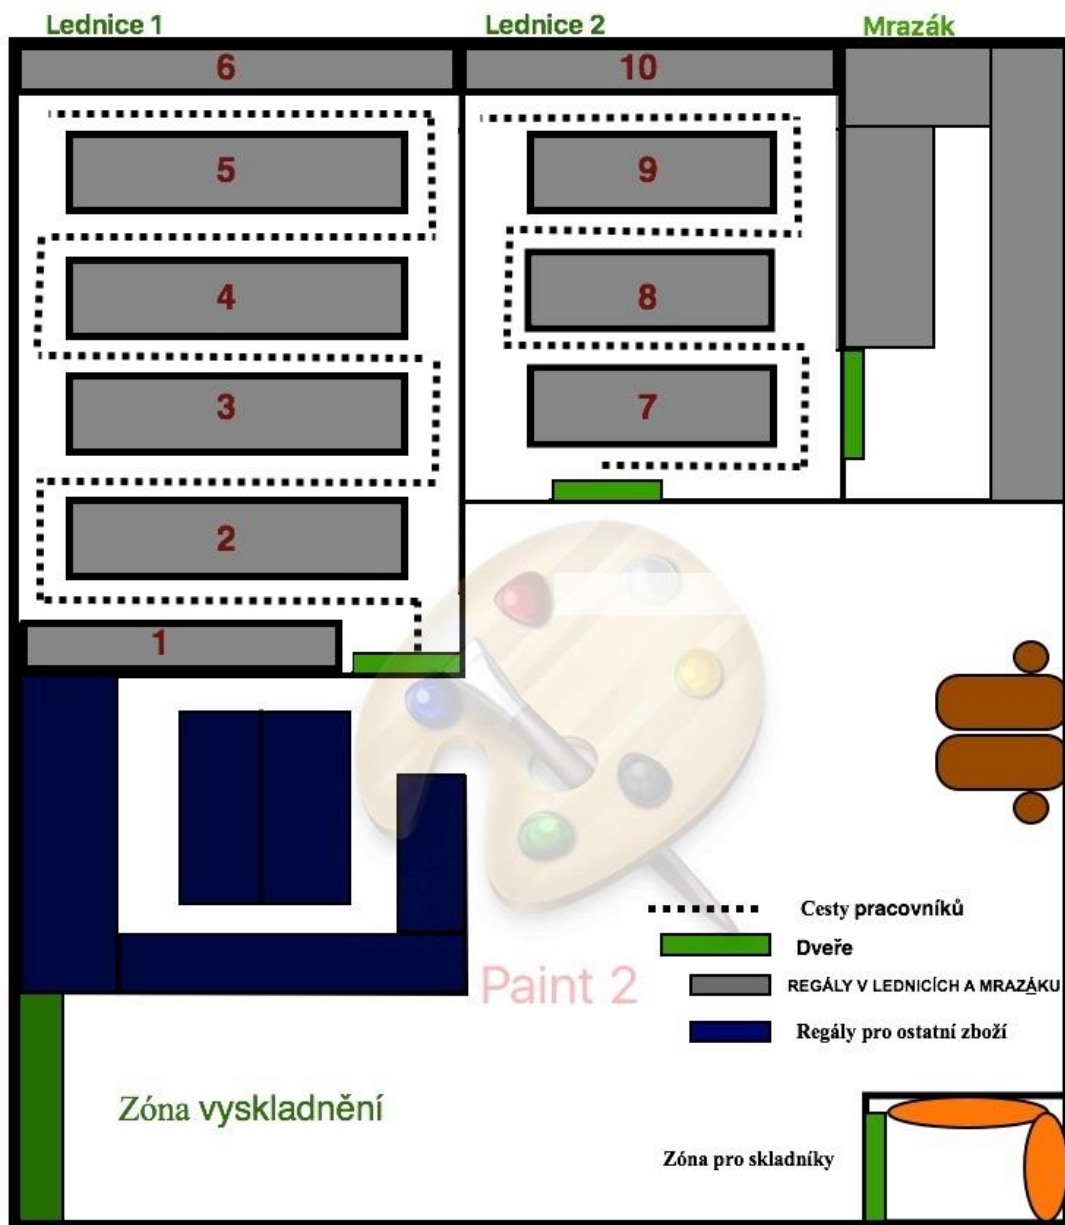 Lednice 1
Lednice 2
Mrazák
6
10
5
9
4
8
3
7
2
1
Cesty pracovníků
Dveře
Paint 2
REGÁLY V LEDNICÍCH A MRAZÁKU
Regály pro ostatní zboží
Zóna vyskladnění
Zóna pro skladníky